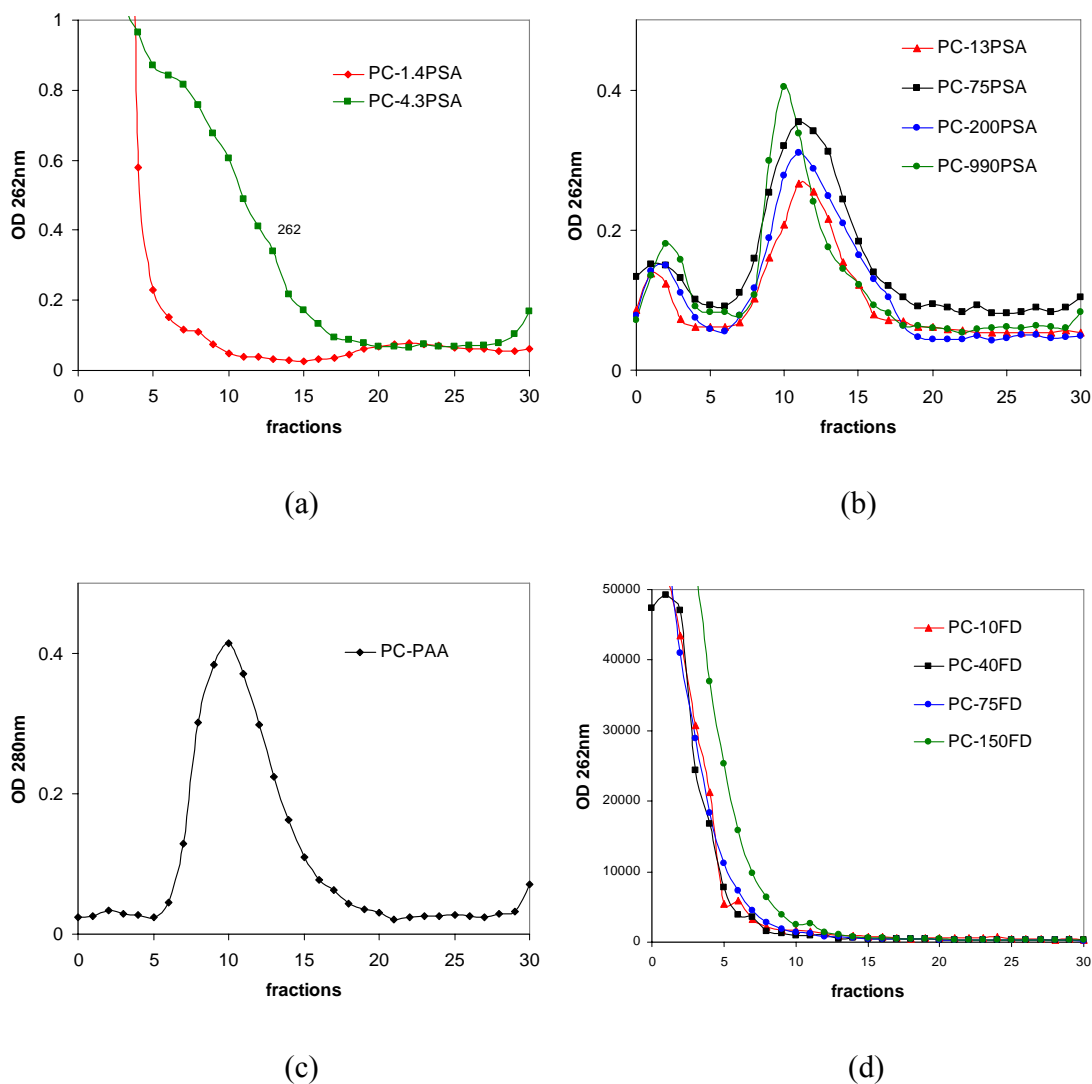 1
0.8
0.6
0.4
0.2
0
OD 262nm
0 5 10 15 20 25 30
fractions
PC-1.4PSA
PC-4.3PSA
262
(a)
0.4
0.2
0
OD 262nm
0 5 10 15 20 25 30
fractions
PC-13PSA
PC-75PSA
PC-200PSA
PC-990PSA
(b)
0.4
0.2
0
OD 280nm
0 5 10 15 20 25 30
fractions
PC-PAA
(c)
50000
40000
30000
20000
10000
0
OD 262nm
0 5 10 15 20 25 30
fractions
PC-10FD
PC-40FD
PC-75FD
PC-150FD
(d)